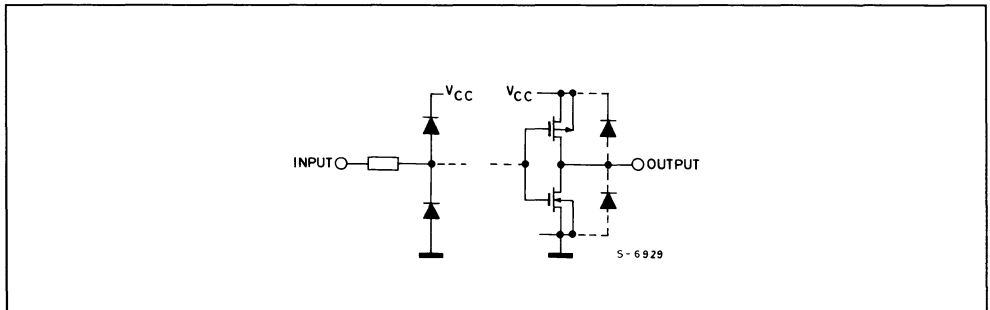 VCC
VCC
INPUT
OUTPUT
S-6929